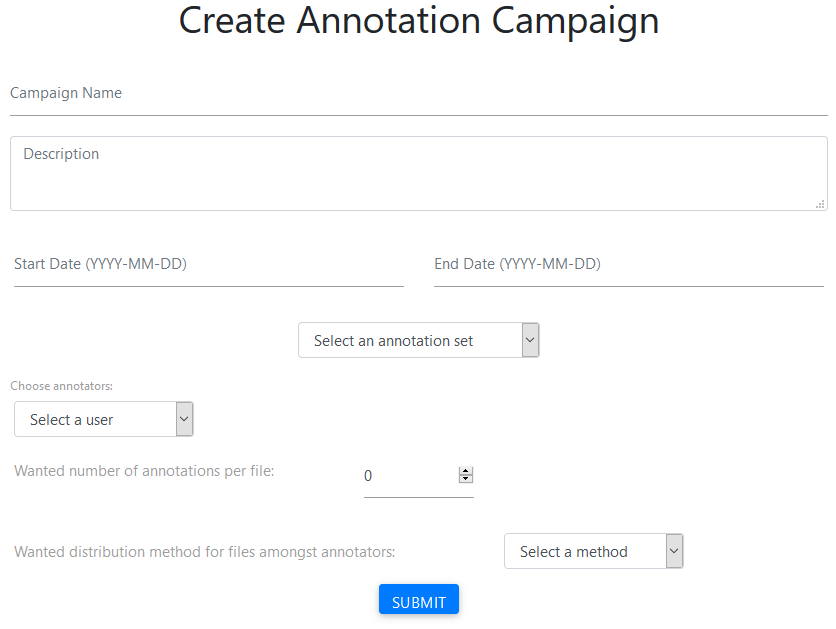 Create Annotation Campaign
Campaign Name
Description
Start Date (YYYY-MM-DD) End Date (YYYY-MM-DD)
Select an annotation set
Choose annotators:
Select a user
Wanted number of annotations per file: 0
Wanted distribution method for files amongst annotators: Select a method
SUBMIT